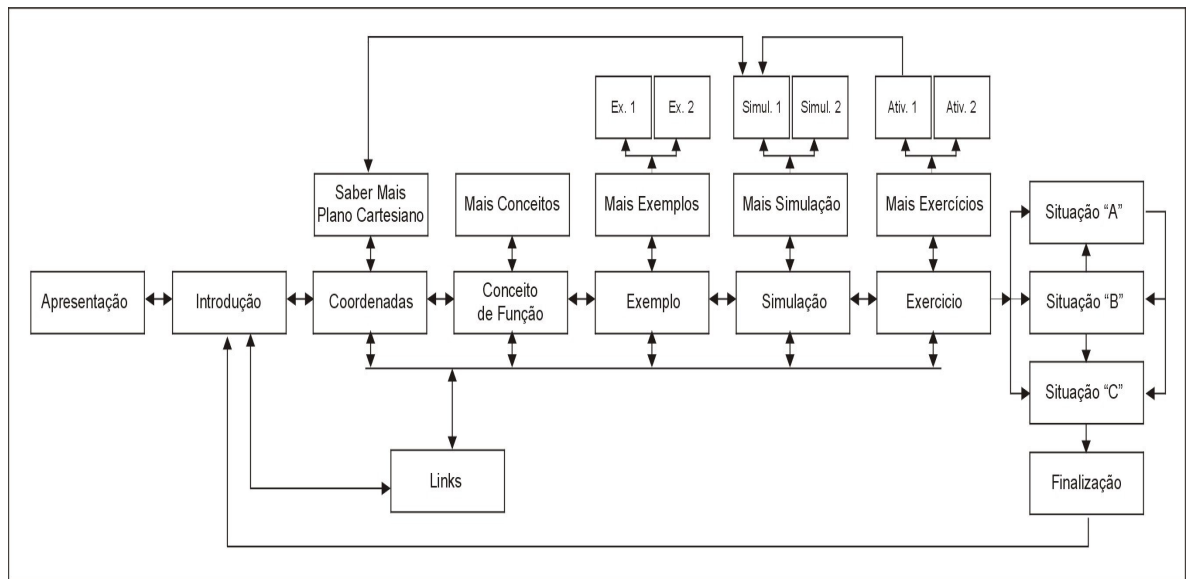 Ex. 1
Ex. 2
Simul. 1
Simul. 2
Ativ. 1
Ativ. 2
Saber Mais
Plano Cartesiano
Mais Conceitos
Mais Exemplos
Mais Simulação
Mais Exercícios
Situação “A”
Apresentação
Introdução
Coordenadas
Conceito
de Função
Exemplo
Simulação
Exercicio
Situação “B”
Situação “C”
Links
Finalização